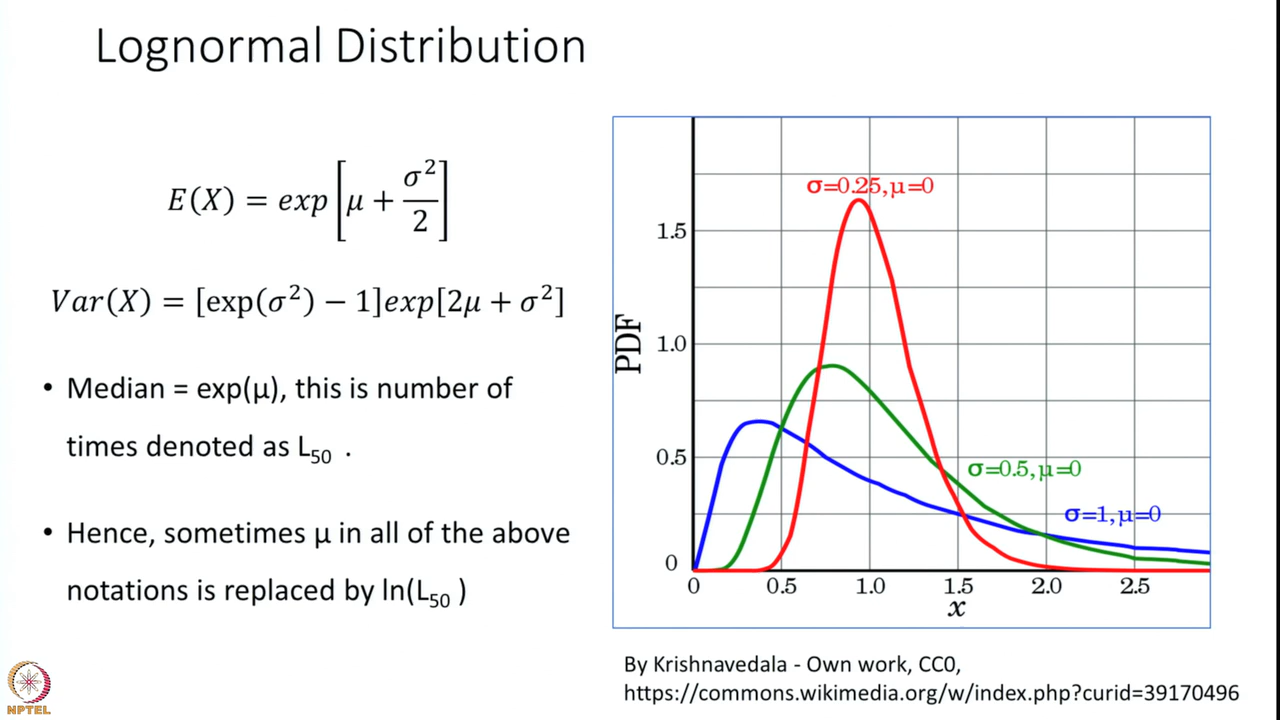 Lognormal Distribution
E(X) = exp[μ + σ²/2]
Var(X) = [exp(σ²) − 1]exp[2μ + σ²]
• Median = exp(μ), this is number of
times denoted as L₅₀ .
• Hence, sometimes μ in all of the above
notations is replaced by ln(L₅₀ )
PDF
1.5
1.0
0.5
0
0 0.5 1.0 1.5 2.0 2.5
x
σ=0.25,μ=0
σ=0.5,μ=0
σ=1,μ=0
By Krishnavedala - Own work, CC0,
https://commons.wikimedia.org/w/index.php?curid=39170496
NPTEL